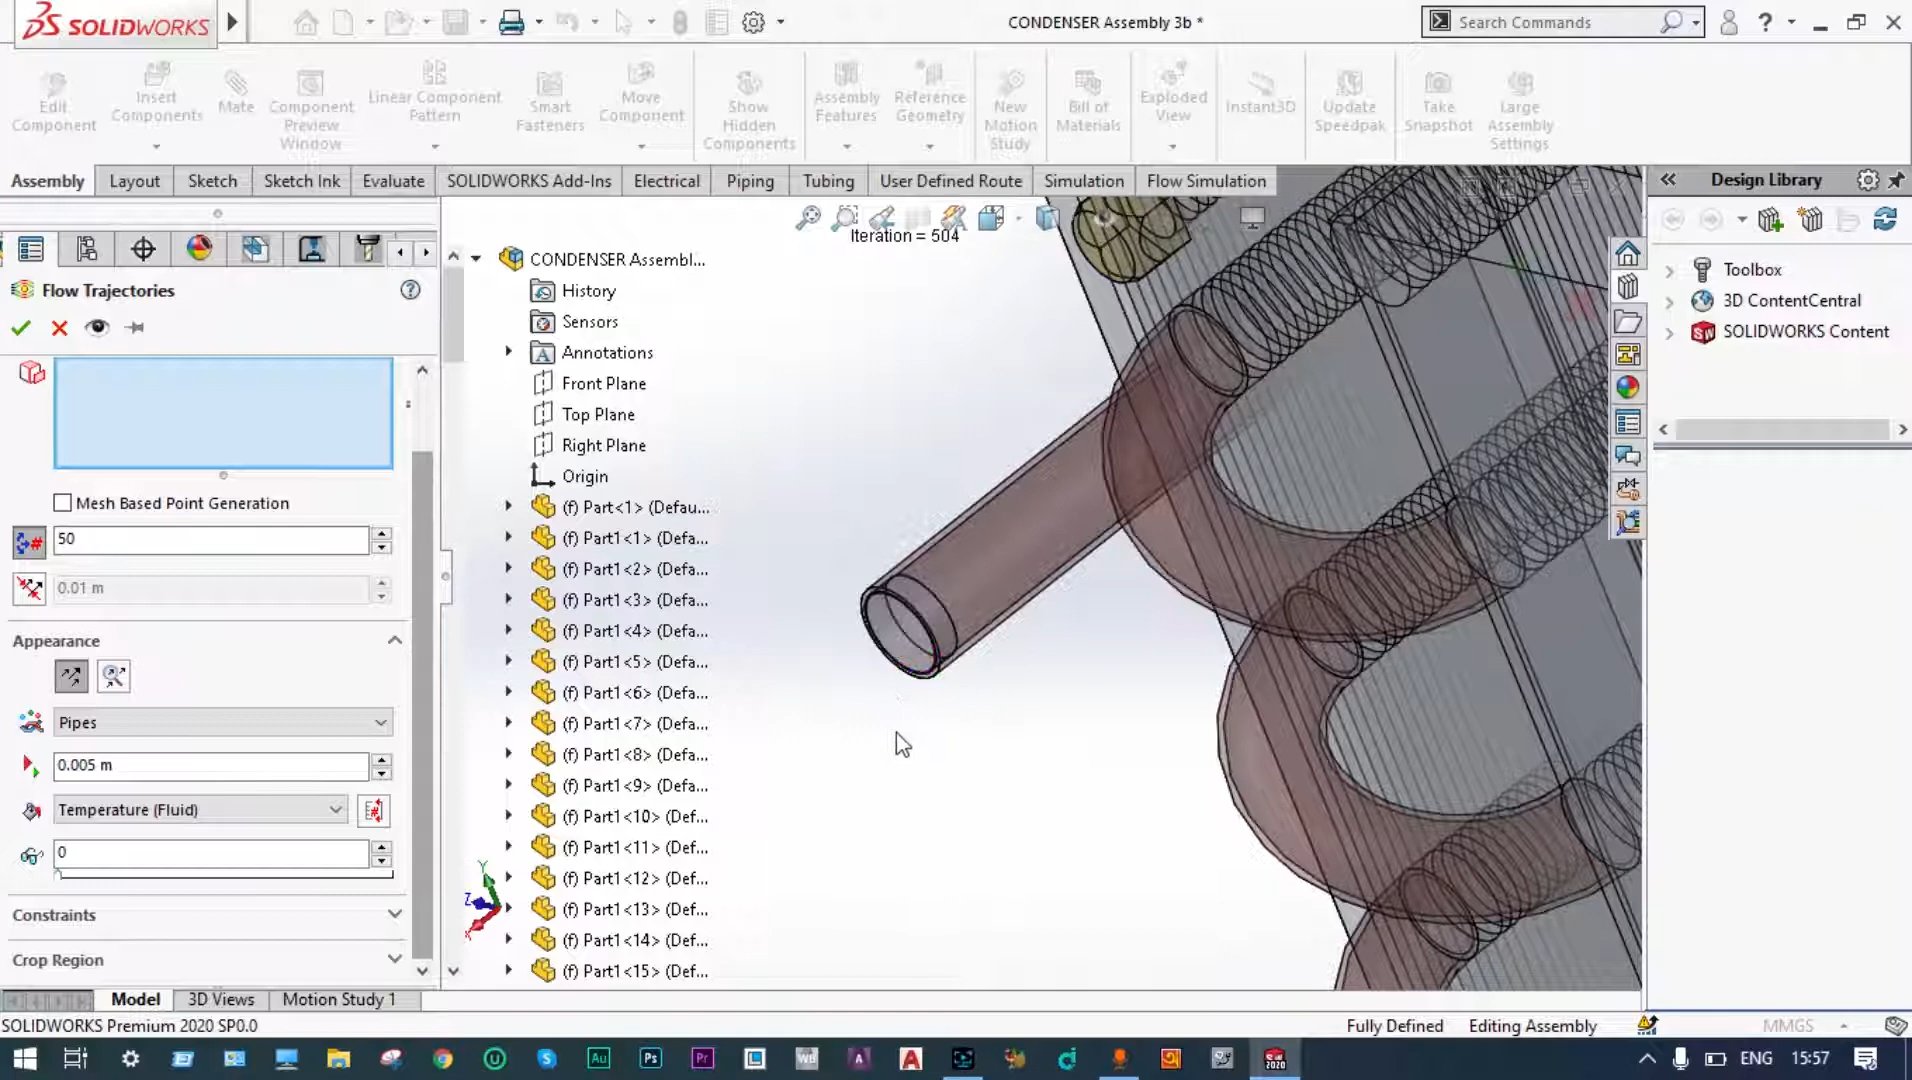 SOLIDWORKS
CONDENSER Assembly 3b *
Search Commands
Edit Component
Insert Components
Mate
Component Preview Window
Linear Component Pattern
Smart Fasteners
Move Component
Show Hidden Components
Assembly Features
Reference Geometry
New Motion Study
Bill of Materials
Exploded View
Instant3D
Update Speedpak
Take Snapshot
Large Assembly Settings
Assembly
Layout
Sketch
Sketch Ink
Evaluate
SOLIDWORKS Add-Ins
Electrical
Piping
Tubing
User Defined Route
Simulation
Flow Simulation
Design Library
Iteration = 504
Flow Trajectories
Mesh Based Point Generation
50
0.01 m
Appearance
Pipes
0.005 m
Temperature (Fluid)
0
Constraints
Crop Region
CONDENSER Assembl...
History
Sensors
Annotations
Front Plane
Top Plane
Right Plane
Origin
(f) Part<1> (Defau...
(f) Part1<1> (Defa...
(f) Part1<2> (Defa...
(f) Part1<3> (Defa...
(f) Part1<4> (Defa...
(f) Part1<5> (Defa...
(f) Part1<6> (Defa...
(f) Part1<7> (Defa...
(f) Part1<8> (Defa...
(f) Part1<9> (Defa...
(f) Part1<10> (Def...
(f) Part1<11> (Def...
(f) Part1<12> (Def...
(f) Part1<13> (Def...
(f) Part1<14> (Def...
(f) Part1<15> (Def...
Y
Z
X
Toolbox
3D ContentCentral
SOLIDWORKS Content
Model
3D Views
Motion Study 1
SOLIDWORKS Premium 2020 SP0.0
Fully Defined
Editing Assembly
MMGS
Au
Ps
Pr
WB
ENG
15:57